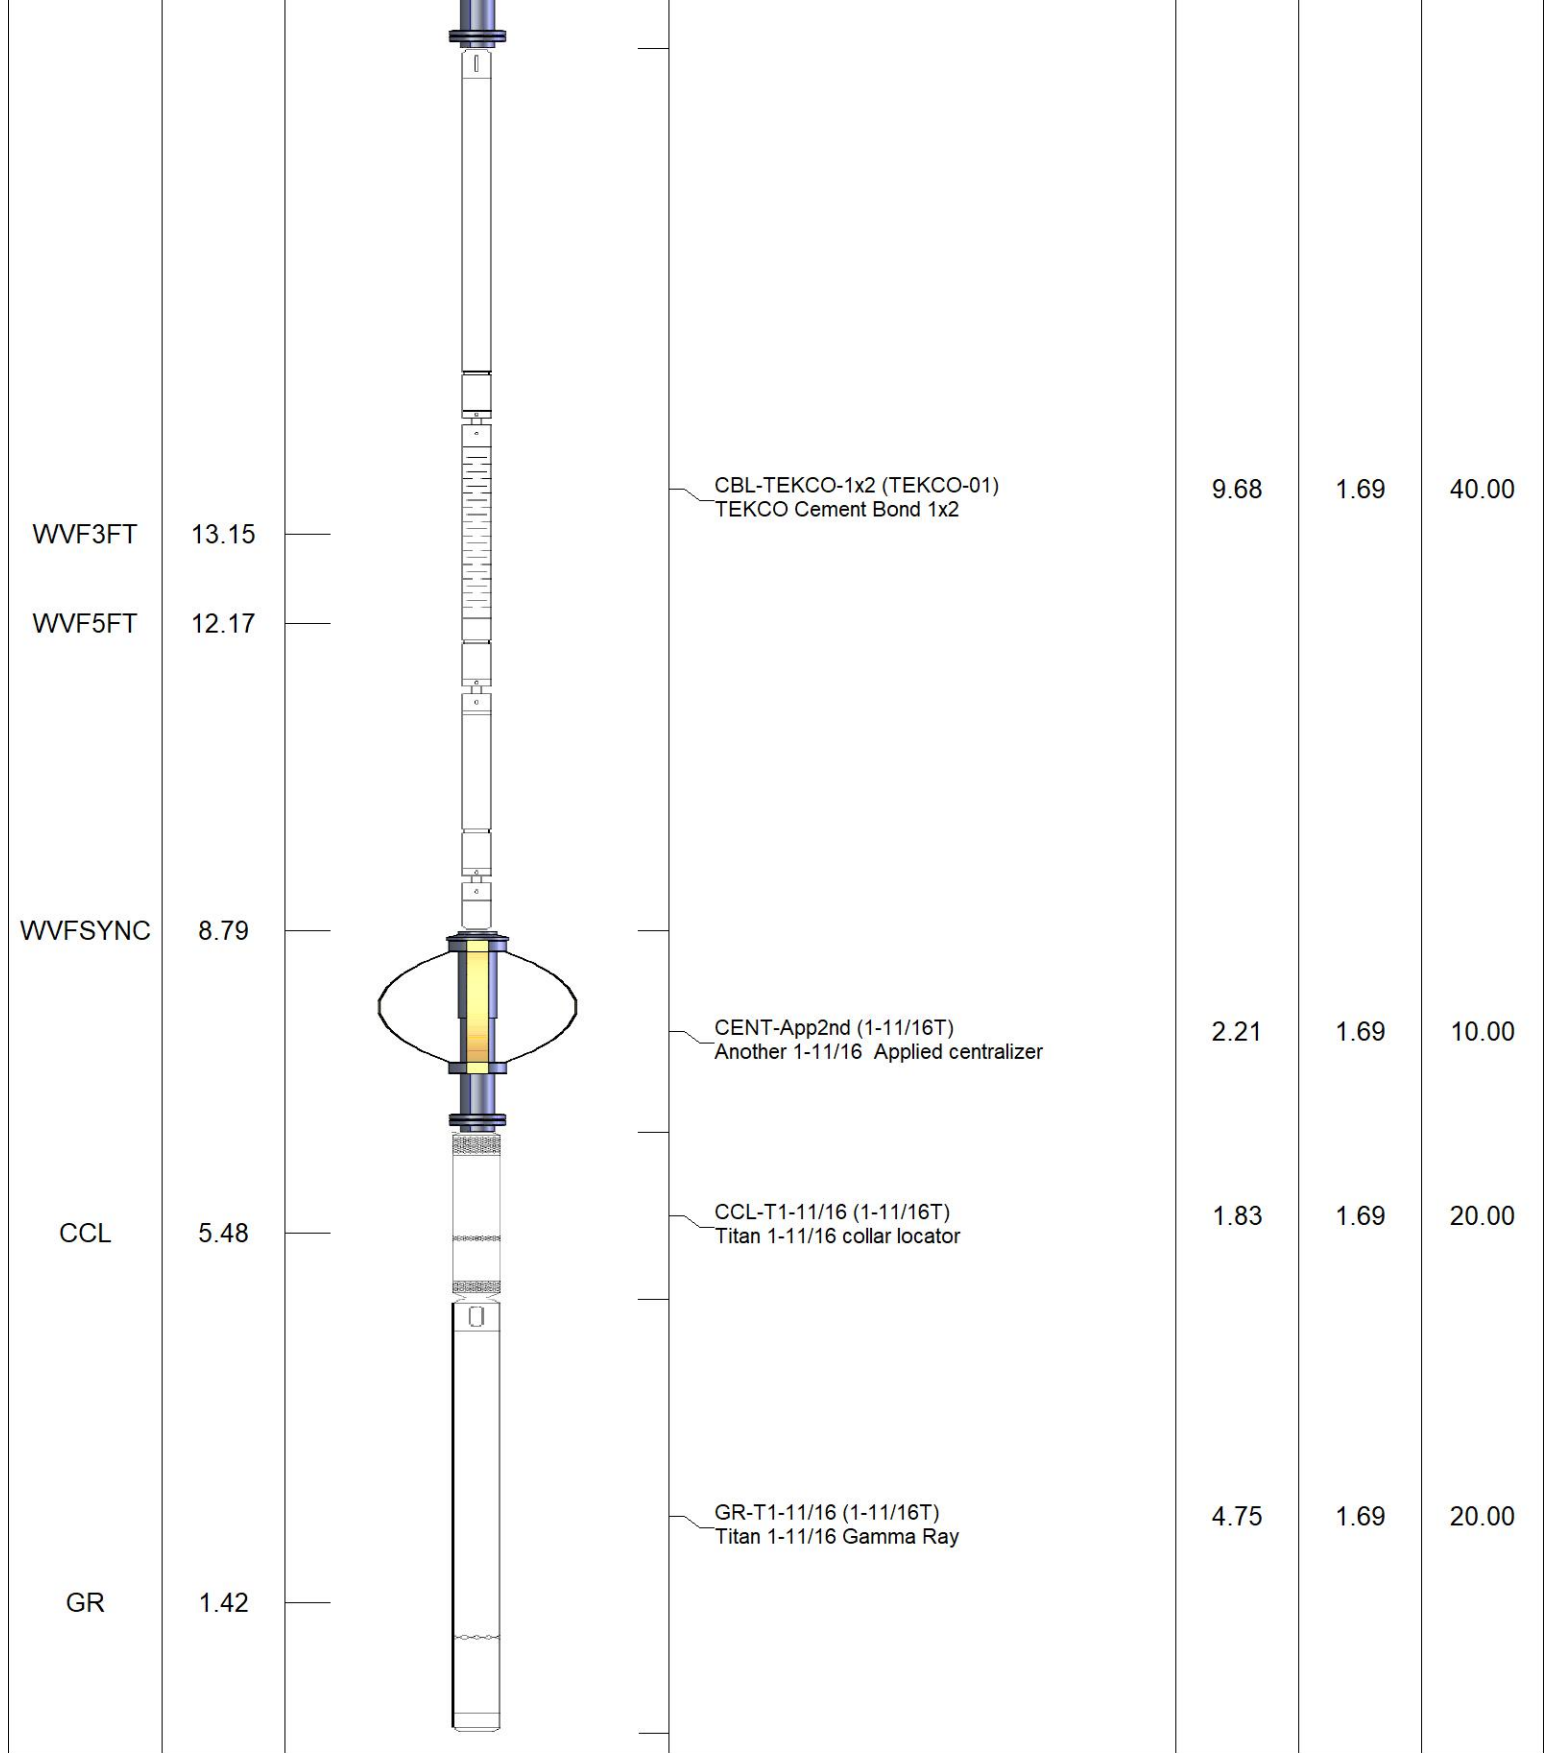 CBL-TEKCO-1x2 (TEKCO-01)
TEKCO Cement Bond 1x2
9.68 1.69 40.00
WVF3FT 13.15
WVF5FT 12.17
WVFSYNC 8.79
CENT-App2nd (1-11/16T)
Another 1-11/16  Applied centralizer
2.21 1.69 10.00
CCL-T1-11/16 (1-11/16T)
Titan 1-11/16 collar locator
1.83 1.69 20.00
CCL 5.48
GR-T1-11/16 (1-11/16T)
Titan 1-11/16 Gamma Ray
4.75 1.69 20.00
GR 1.42